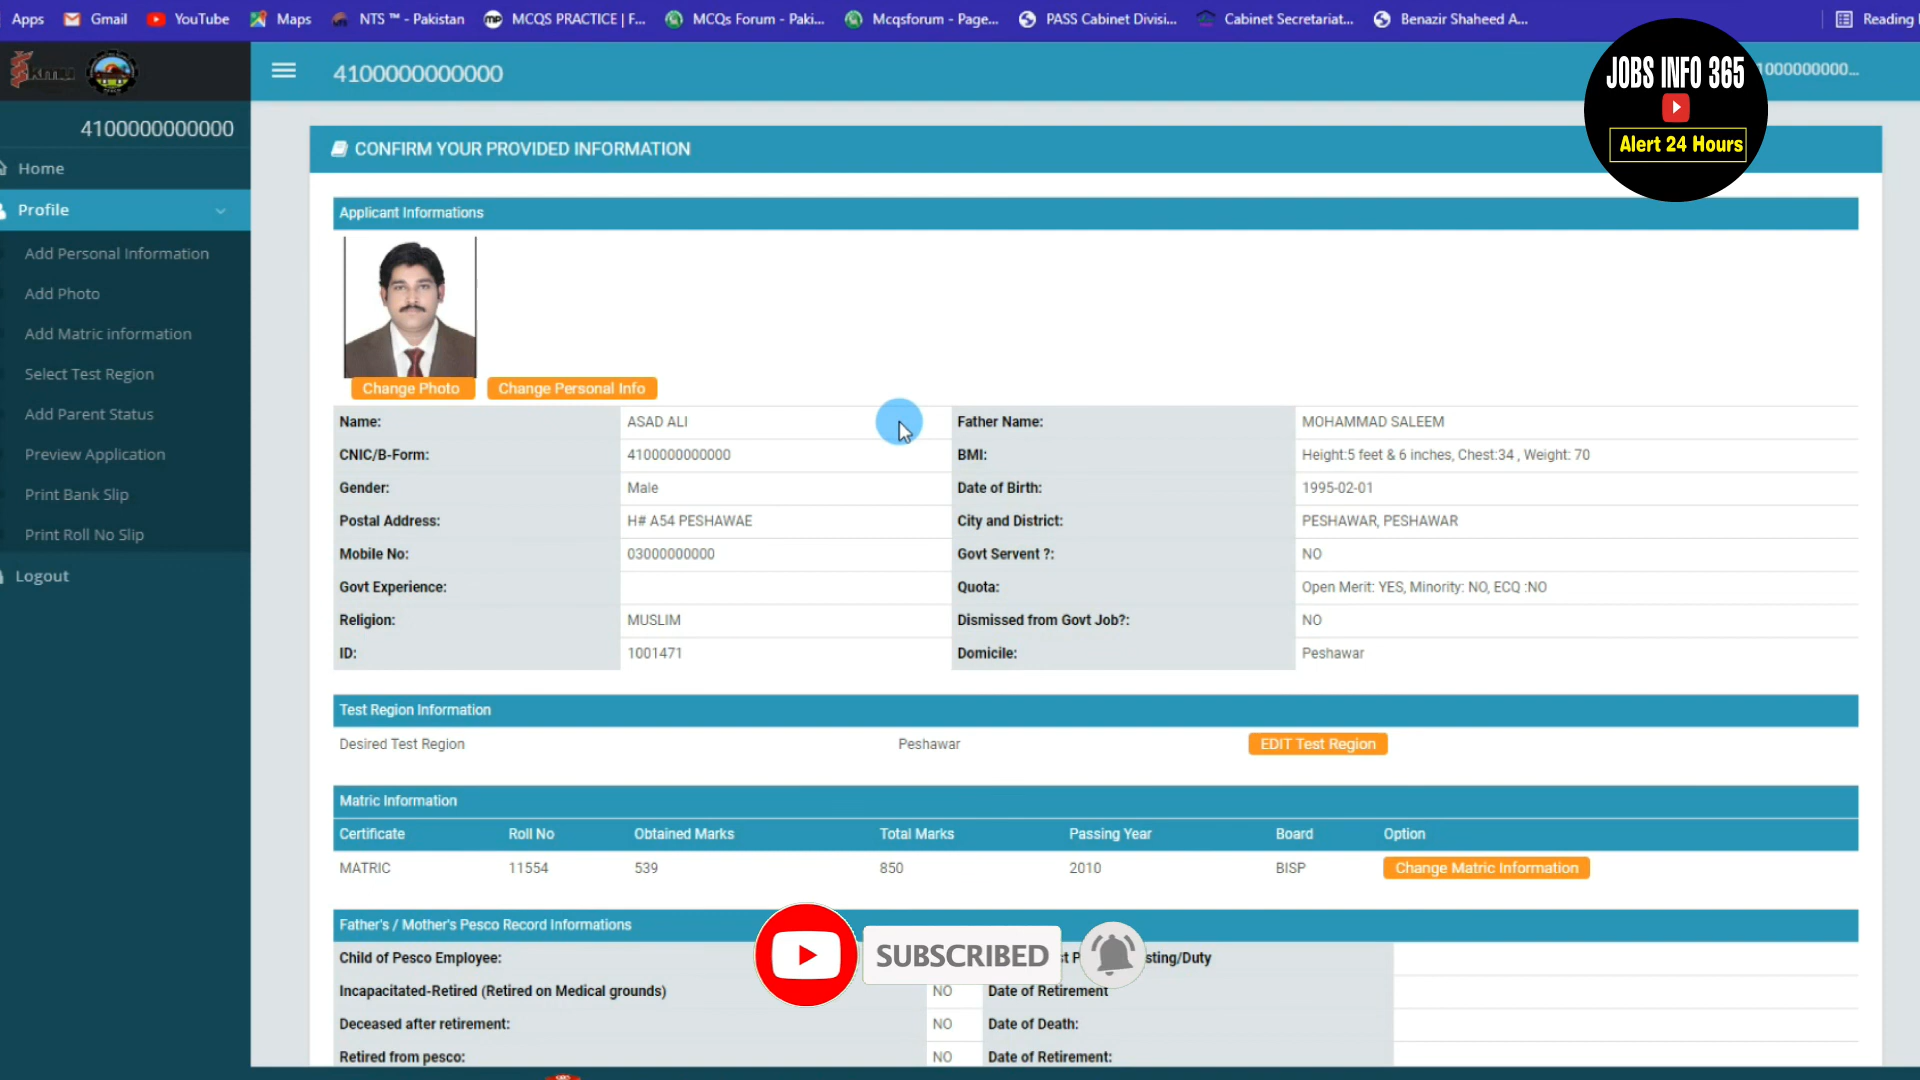 Apps Gmail YouTube Maps NTS ™ - Pakistan MCQS PRACTICE | F... MCQs Forum - Paki... Mcqsforum - Page... PASS Cabinet Divisi... Cabinet Secretariat... Benazir Shaheed A... Reading
kmu
4100000000000
1000000000...
JOBS INFO 365
Alert 24 Hours
4100000000000
Home
Profile
Add Personal Information
Add Photo
Add Matric information
Select Test Region
Add Parent Status
Preview Application
Print Bank Slip
Print Roll No Slip
Logout
CONFIRM YOUR PROVIDED INFORMATION
Applicant Informations
Change Photo Change Personal Info
Name: ASAD ALI Father Name: MOHAMMAD SALEEM
CNIC/B-Form: 4100000000000 BMI: Height:5 feet & 6 inches, Chest:34 , Weight: 70
Gender: Male Date of Birth: 1995-02-01
Postal Address: H# A54 PESHAWAE City and District: PESHAWAR, PESHAWAR
Mobile No: 03000000000 Govt Servent ?: NO
Govt Experience: Quota: Open Merit: YES, Minority: NO, ECQ :NO
Religion: MUSLIM Dismissed from Govt Job?: NO
ID: 1001471 Domicile: Peshawar
Test Region Information
Desired Test Region Peshawar EDIT Test Region
Matric Information
Certificate Roll No Obtained Marks Total Marks Passing Year Board Option
MATRIC 11554 539 850 2010 BISP Change Matric Information
Father's / Mother's Pesco Record Informations
Child of Pesco Employee: sting/Duty
SUBSCRIBED
Incapacitated-Retired (Retired on Medical grounds) NO Date of Retirement
Deceased after retirement: NO Date of Death:
Retired from pesco: NO Date of Retirement: